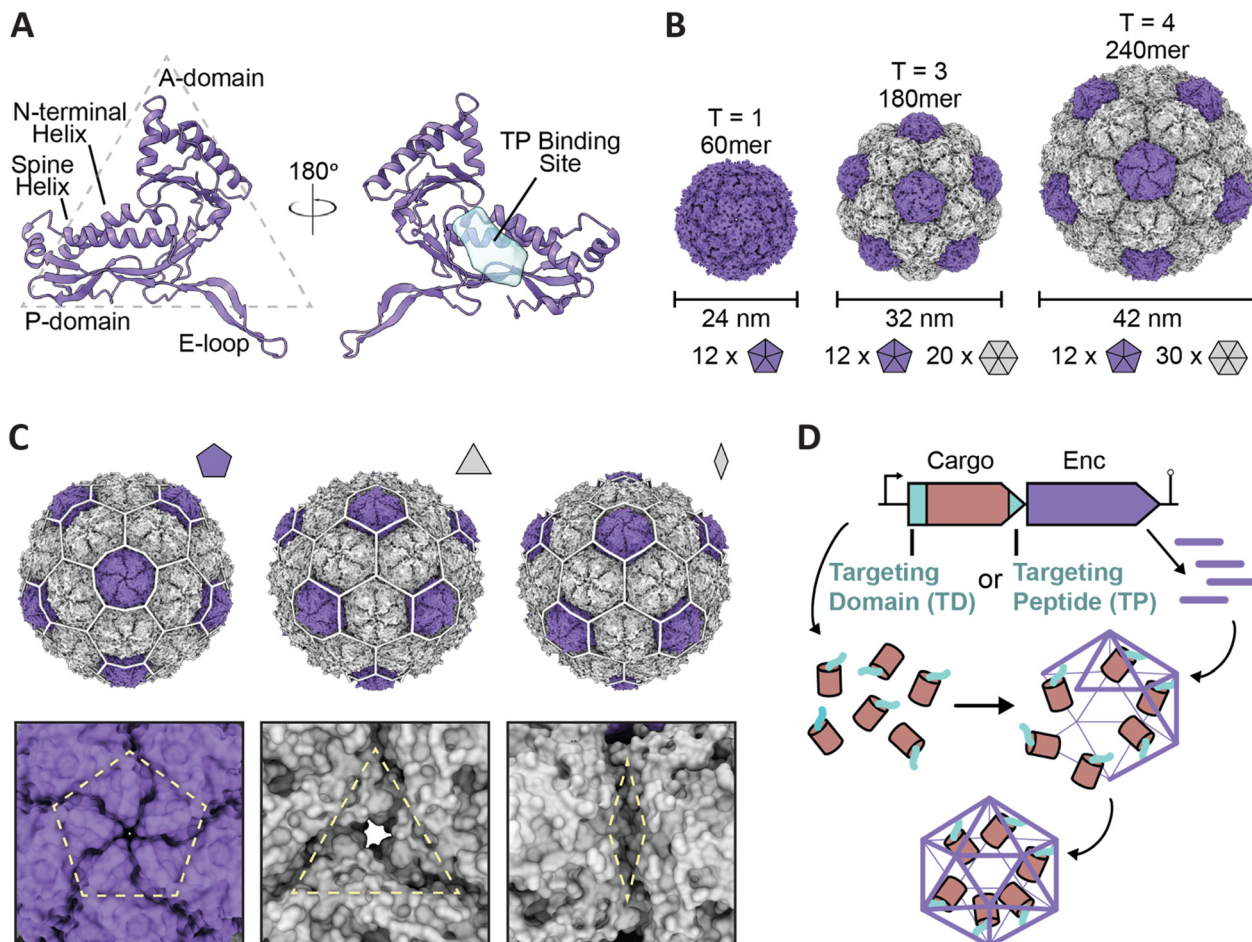 A
A-domain
N-terminal
Helix
Spine
Helix
P-domain
E-loop
180º
TP Binding
Site
B
T = 1
60mer
T = 3
180mer
T = 4
240mer
24 nm
32 nm
42 nm
12 x
12 x
20 x
12 x
30 x
C
D
Cargo
Enc
Targeting
Domain (TD)
or
Targeting
Peptide (TP)